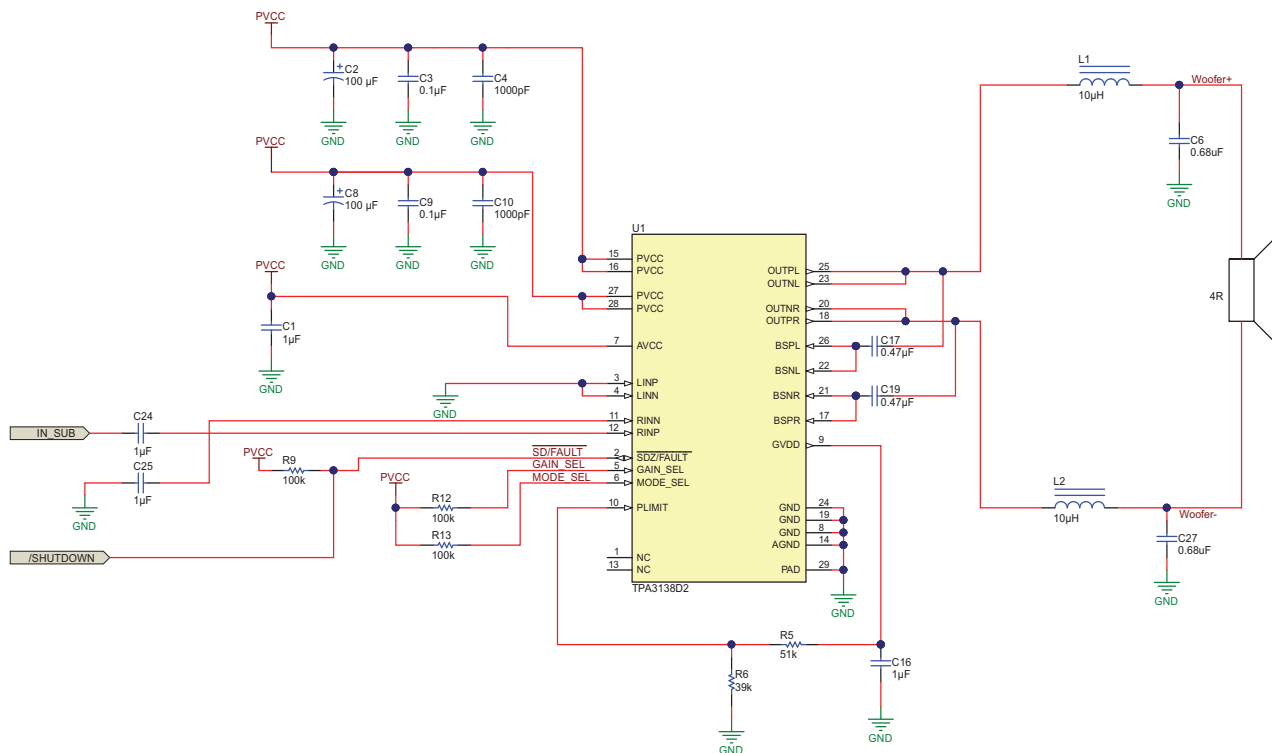 PVCC
C2
100 µF
GND
C3
0.1µF
GND
C4
1000pF
GND
PVCC
C8
100 µF
GND
C9
0.1µF
GND
C10
1000pF
GND
PVCC
C1
1µF
GND
GND
IN_SUB
C24
1µF
C25
1µF
GND
PVCC
R9
100k
/SHUTDOWN
PVCC
R12
100k
R13
100k
SD/FAULT
GAIN_SEL
MODE_SEL
U1
15 PVCC
16 PVCC
27 PVCC
28 PVCC
7 AVCC
3 LINP
4 LINN
11 RINN
12 RINP
2 SDZ/FAULT
5 GAIN_SEL
6 MODE_SEL
10 PLIMIT
1 NC
13 NC
OUTPL 25
OUTNL 23
OUTNR 20
OUTPR 18
BSPL 26
BSNL 22
BSNR 21
BSPR 17
GVDD 9
GND 24
GND 19
GND 8
AGND 14
PAD 29
TPA3138D2
GND
C17
0.47µF
C19
0.47µF
R5
51k
R6
39k
GND
C16
1µF
GND
L1
10µH
Woofer+
C6
0.68uF
GND
4R
L2
10µH
Woofer-
C27
0.68uF
GND